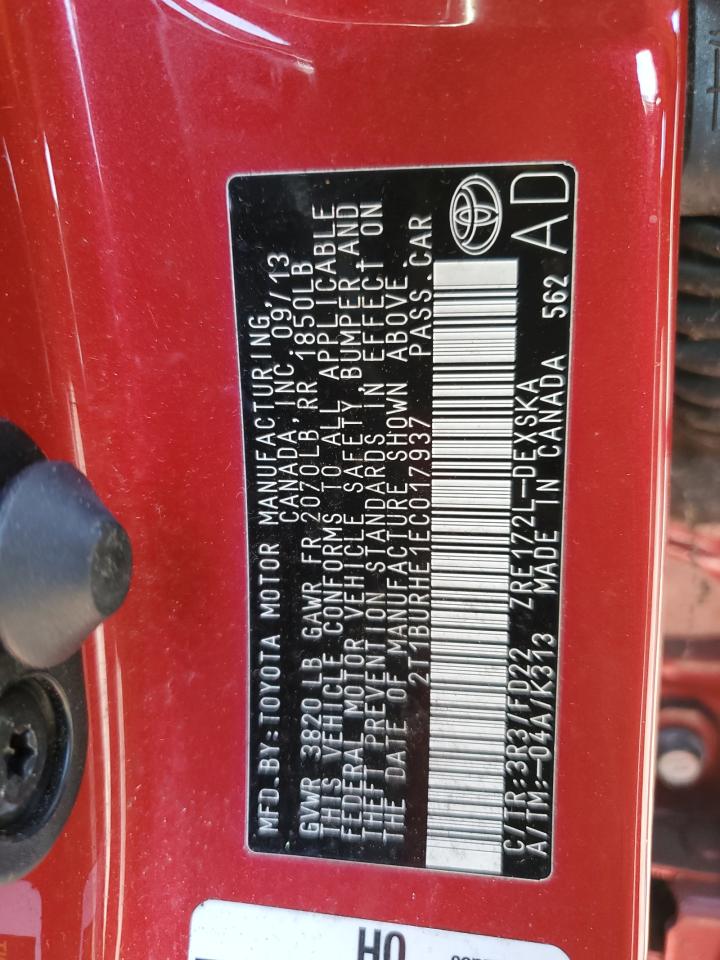 MFD.BY:TOYOTA MOTOR MANUFACTURING,
CANADA, INC. 09/13
GVWR 3820 LB GAWR FR 2070LB RR 1850LB
THIS VEHICLE CONFORMS TO ALL APPLICABLE
FEDERAL MOTOR VEHICLE SAFETY, BUMPER, AND
THEFT PREVENTION STANDARDS IN EFFECT ON
THE DATE OF MANUFACTURE SHOWN ABOVE.
2T1BURHE1EC017937 PASS.CAR
C/TR:3R3/FD22 ZRE172L-DEXSKA AD
A/TM:-04A/K313 MADE IN CANADA 562
HO